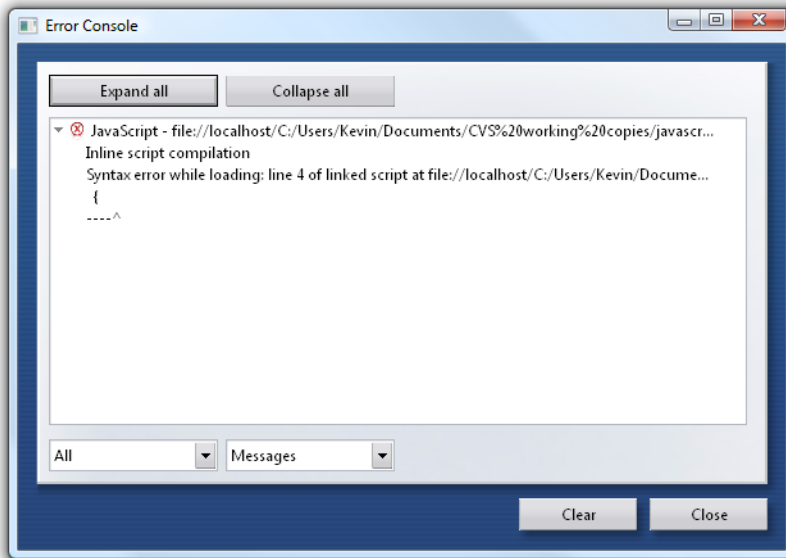 Error Console
Expand all
Collapse all
JavaScript - file://localhost/C:/Users/Kevin/Documents/CVS%20working%20copies/javascr...
Inline script compilation
Syntax error while loading: line 4 of linked script at file://localhost/C:/Users/Kevin/Docume...
{
----^
All
Messages
Clear
Close